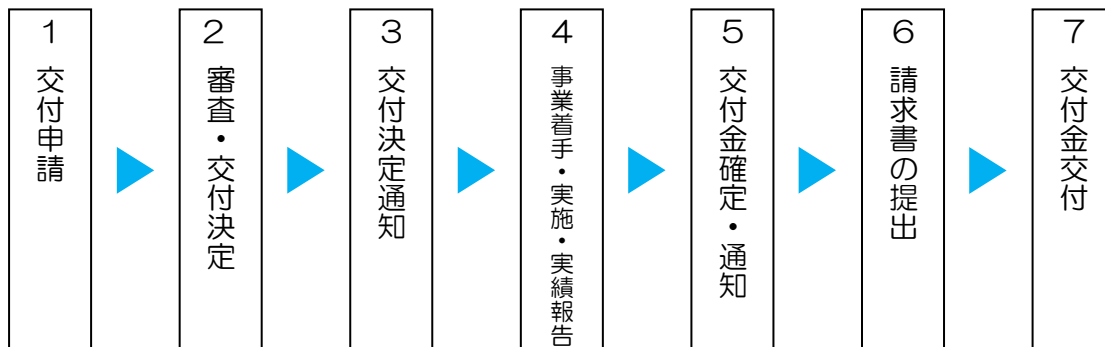 1 交付申請
2 審査・交付決定
3 交付決定通知
4 事業着手・実施・実績報告
5 交付金確定・通知
6 請求書の提出
7 交付金交付